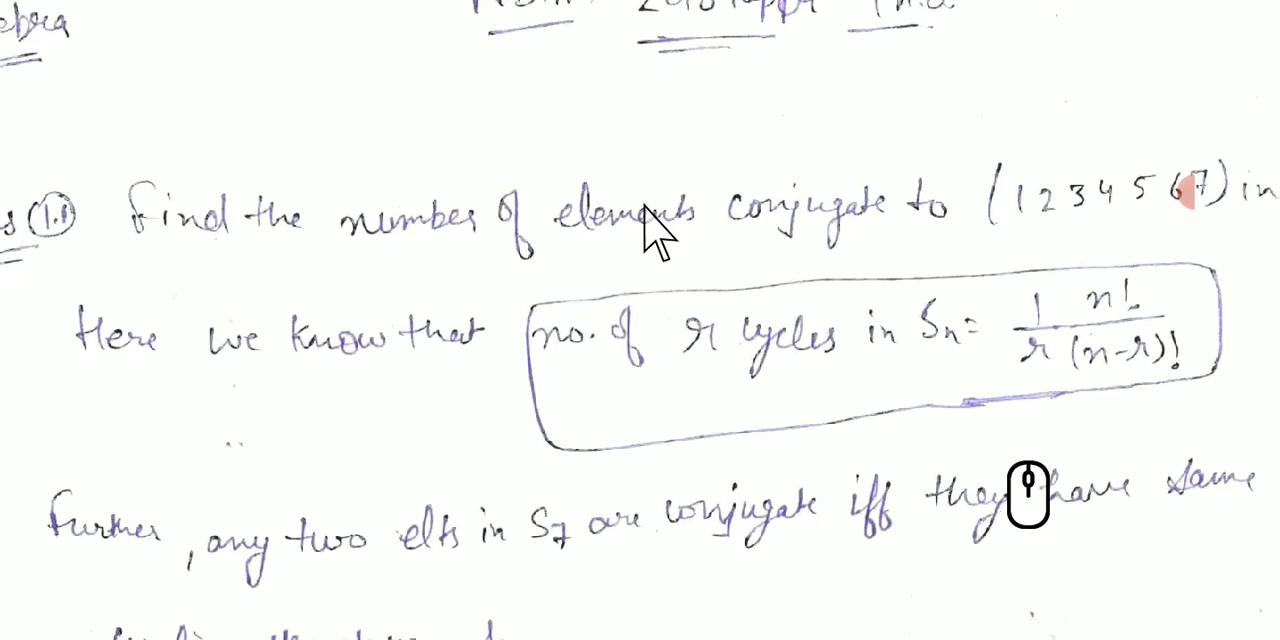 s (1.1) Find the number of elements conjugate to (1 2 3 4 5 6 7) in
Here we know that no. of r cycles in Sn = 1/r n!/(n-r)!
Further, any two elts in S7 are conjugate iff they have same